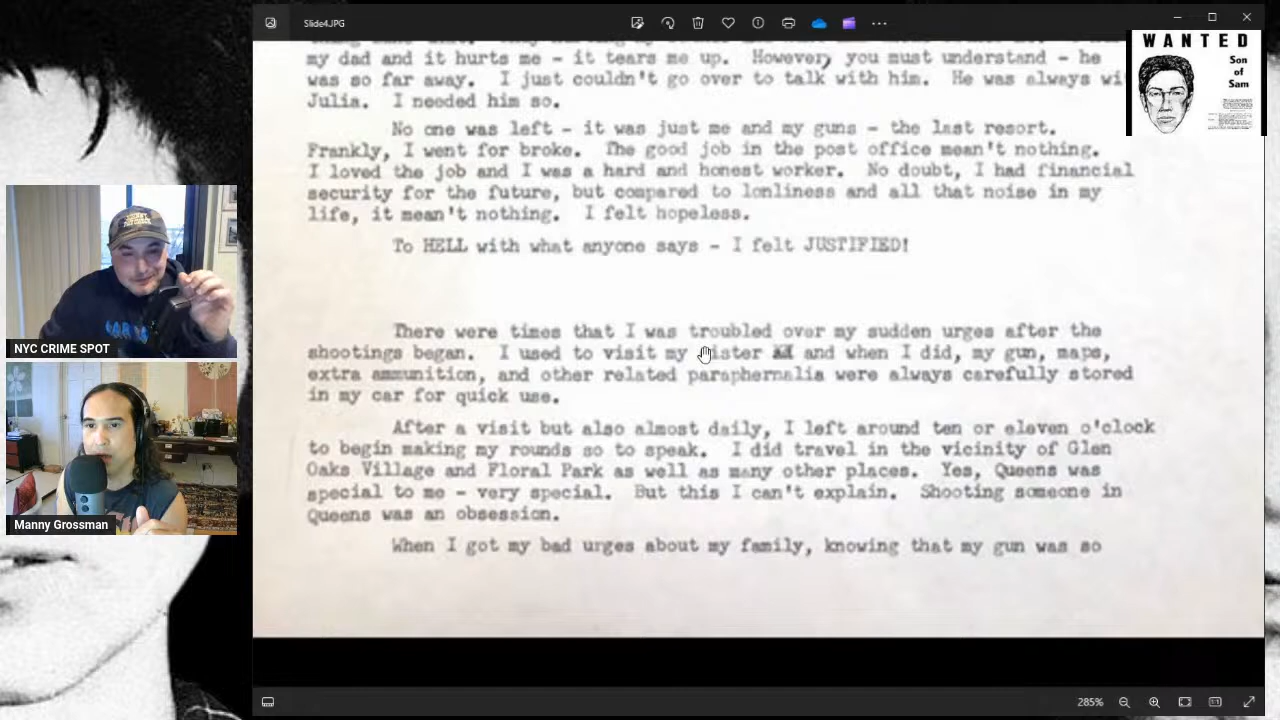 Slide4.JPG
my dad and it hurts me - it tears me up. However, you must understand - he
was so far away. I just couldn't go over to talk with him. He was always wi
Julia. I needed him so.
No one was left - it was just me and my guns - the last resort.
Frankly, I went for broke. The good job in the post office mean't nothing.
I loved the job and I was a hard and honest worker. No doubt, I had financial
security for the future, but compared to lonliness and all that noise in my
life, it mean't nothing. I felt hopeless.
To HELL with what anyone says - I felt JUSTIFIED!
There were times that I was troubled over my sudden urges after the
shootings began. I used to visit my sister and when I did, my gun, maps,
extra ammunition, and other related paraphernalia were always carefully stored
in my car for quick use.
After a visit but also almost daily, I left around ten or eleven o'clock
to begin making my rounds so to speak. I did travel in the vicinity of Glen
Oaks Village and Floral Park as well as many other places. Yes, Queens was
special to me - very special. But this I can't explain. Shooting someone in
Queens was an obsession.
When I got my bad urges about my family, knowing that my gun was so
WANTED
Son
of
Sam
NYC CRIME SPOT
Manny Grossman
285%